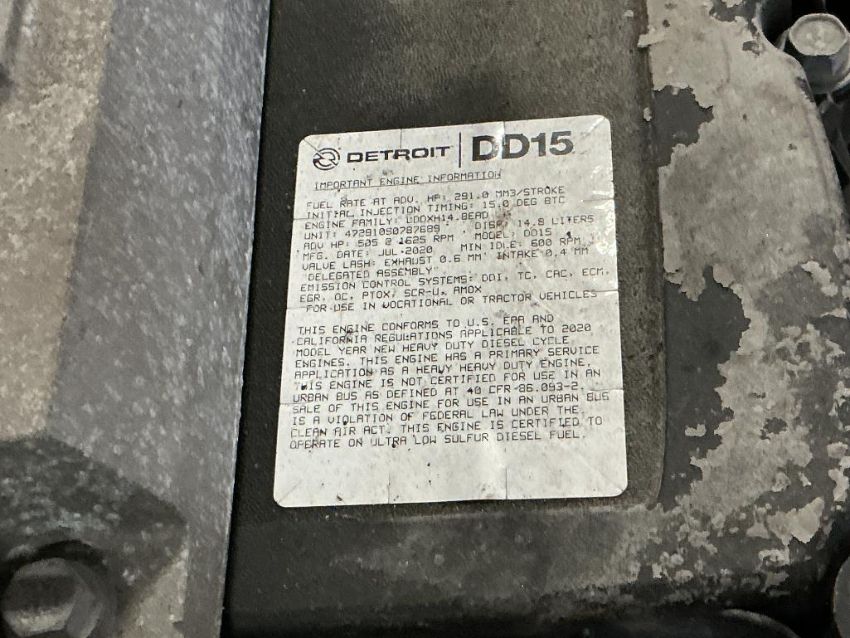 DETROIT | DD15
IMPORTANT ENGINE INFORMATION
FUEL RATE AT ADV. HP: 291.0 MM3/STROKE
INITIAL INJECTION TIMING: 15.0 DEG BTC
ENGINE FAMILY: LDDXH14.8EAD DISP: 14.8 LITERS
UNIT: 472910S0787689 MODEL: DD15
ADV HP: 505 @ 1625 RPM MIN IDLE: 600 RPM
MFG. DATE: JUL 2020
VALVE LASH: EXHAUST 0.6 MM INTAKE 0.4 MM
"DELEGATED ASSEMBLY"
EMISSION CONTROL SYSTEMS: DDI, TC, CAC, ECM,
EGR, OC, PTOX, SCR-U, AMOX
FOR USE IN VOCATIONAL OR TRACTOR VEHICLES
THIS ENGINE CONFORMS TO U.S. EPA AND
CALIFORNIA REGULATIONS APPLICABLE TO 2020
MODEL YEAR NEW HEAVY DUTY DIESEL CYCLE
ENGINES. THIS ENGINE HAS A PRIMARY SERVICE
APPLICATION AS A HEAVY HEAVY DUTY ENGINE.
THIS ENGINE IS NOT CERTIFIED FOR USE IN AN
URBAN BUS AS DEFINED AT 40 CFR-86.093-2.
SALE OF THIS ENGINE FOR USE IN AN URBAN BUS
IS A VIOLATION OF FEDERAL LAW UNDER THE
CLEAN AIR ACT. THIS ENGINE IS CERTIFIED TO
OPERATE ON ULTRA LOW SULFUR DIESEL FUEL.